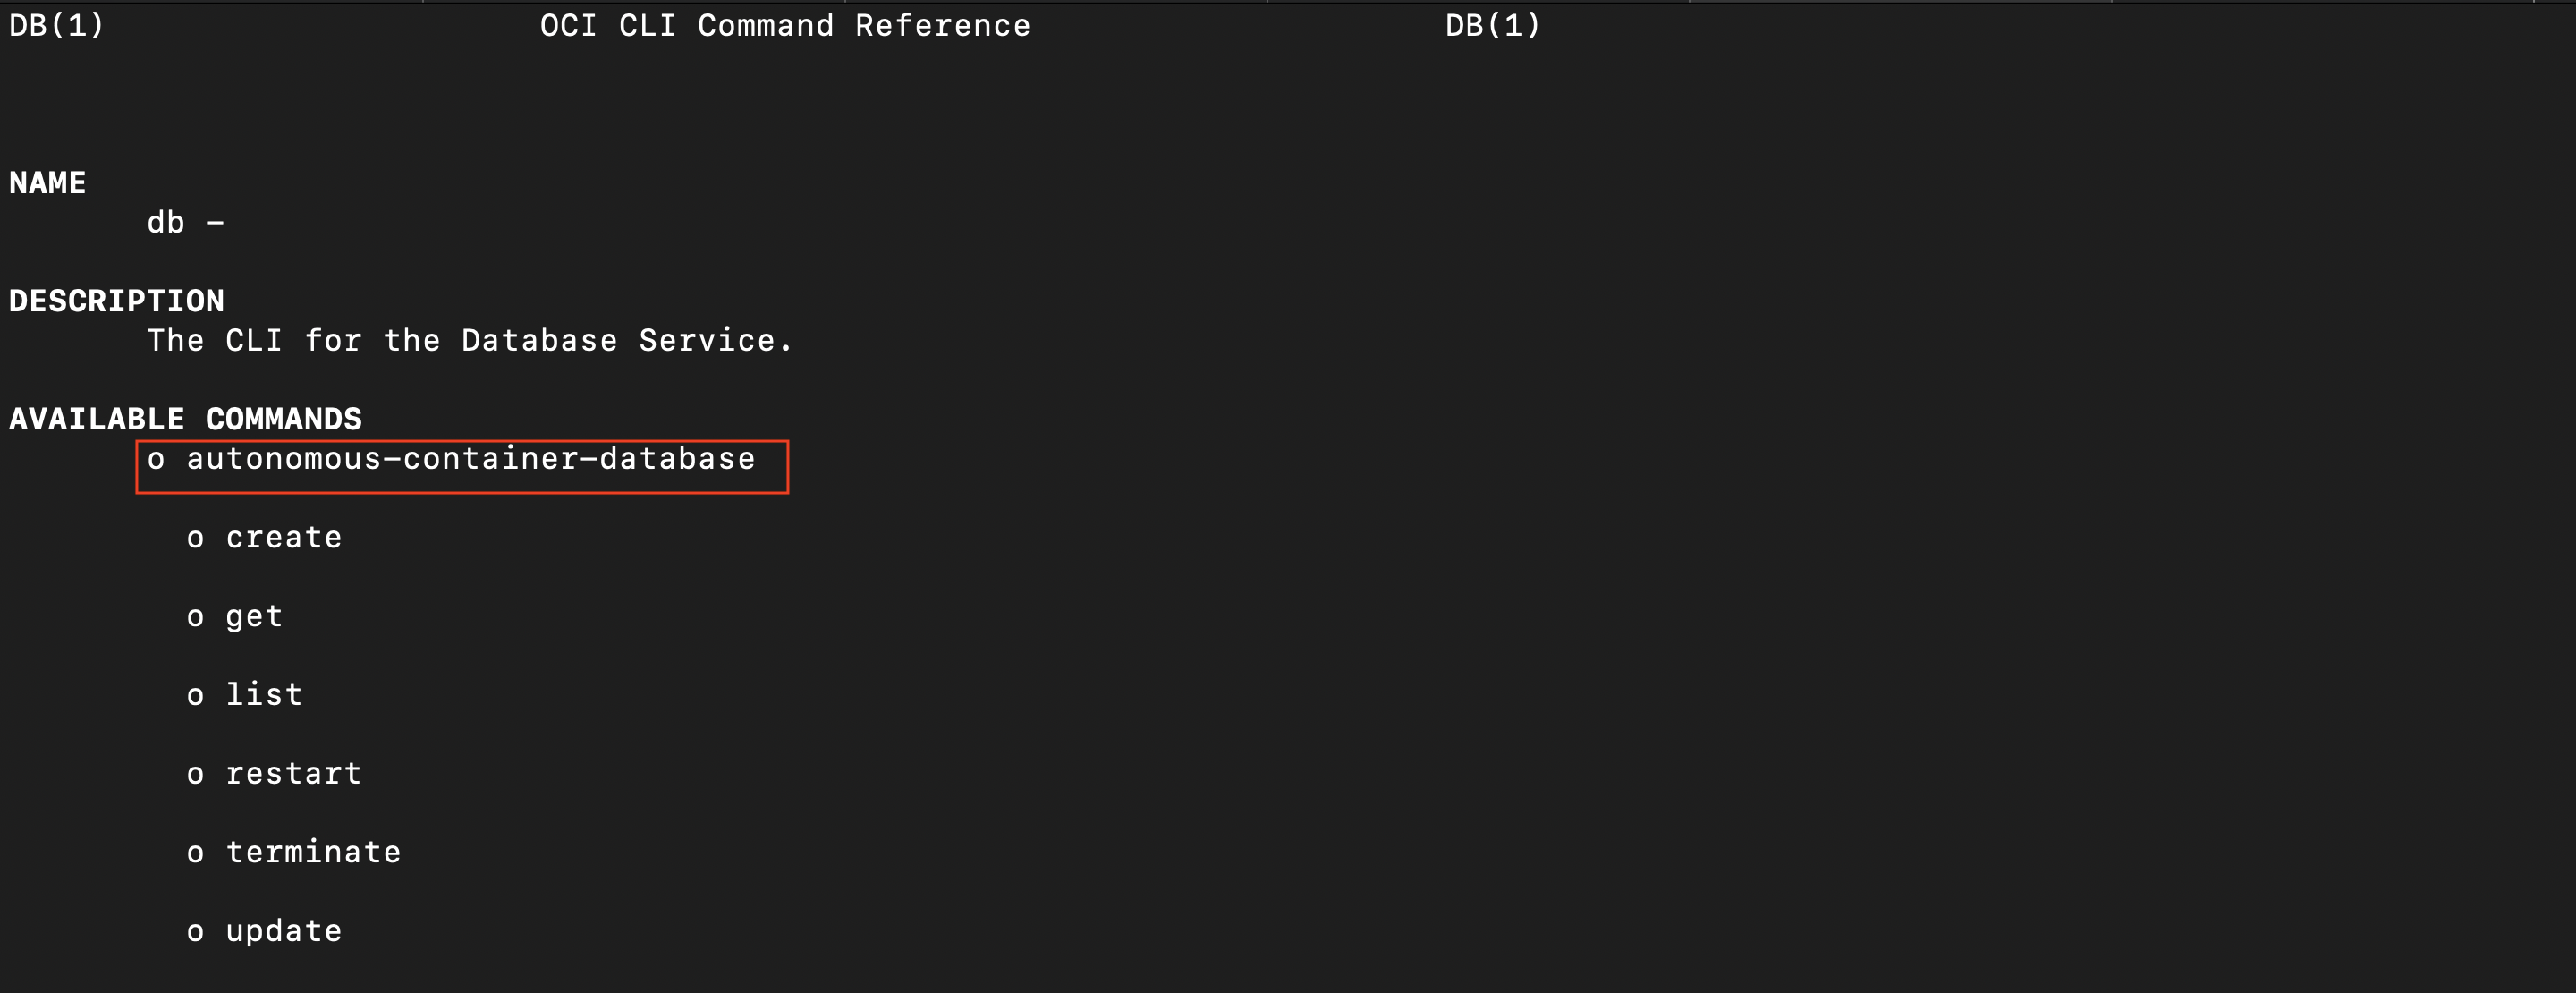 DB(1) OCI CLI Command Reference DB(1)
NAME
db –
DESCRIPTION
The CLI for the Database Service.
AVAILABLE COMMANDS
o autonomous-container-database
o create
o get
o list
o restart
o terminate
o update